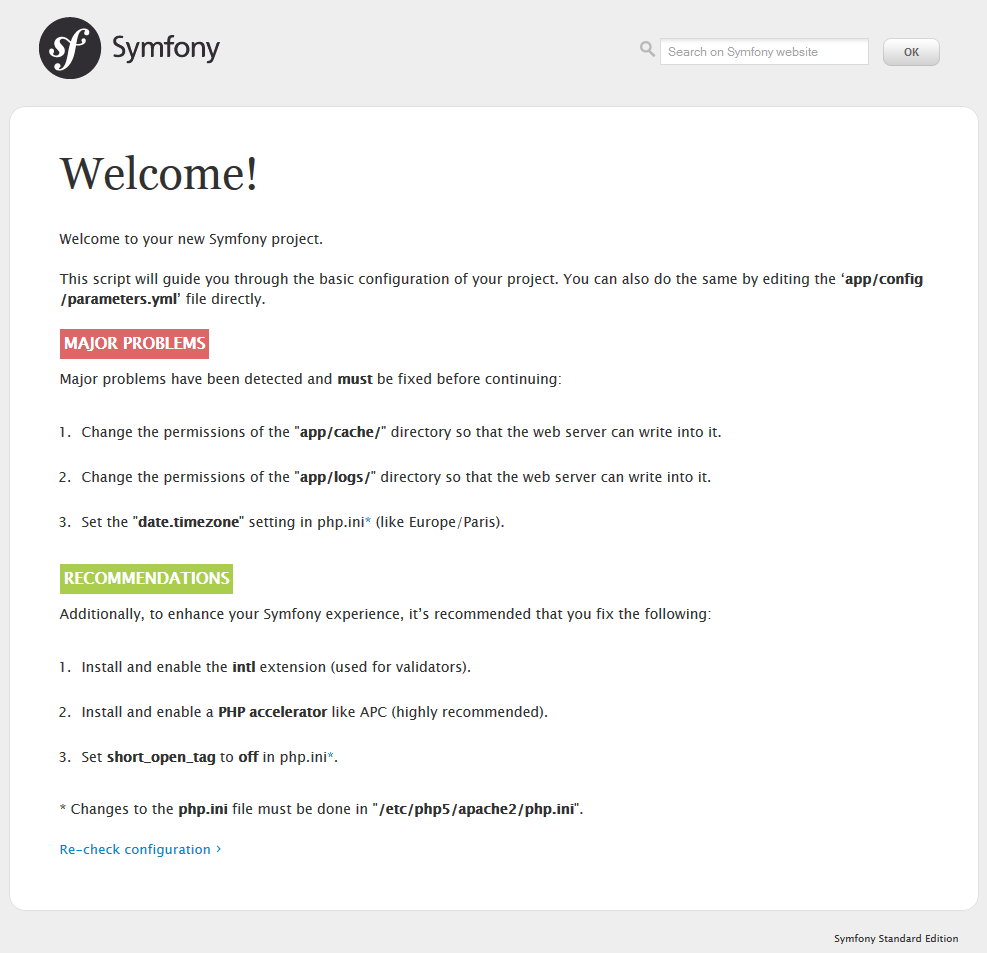 sf Symfony
Search on Symfony website
OK
Welcome!
Welcome to your new Symfony project.
This script will guide you through the basic configuration of your project. You can also do the same by editing the ‘app/config
/parameters.yml’ file directly.
MAJOR PROBLEMS
Major problems have been detected and must be fixed before continuing:
1. Change the permissions of the "app/cache/" directory so that the web server can write into it.
2. Change the permissions of the "app/logs/" directory so that the web server can write into it.
3. Set the "date.timezone" setting in php.ini* (like Europe/Paris).
RECOMMENDATIONS
Additionally, to enhance your Symfony experience, it’s recommended that you fix the following:
1. Install and enable the intl extension (used for validators).
2. Install and enable a PHP accelerator like APC (highly recommended).
3. Set short_open_tag to off in php.ini*.
* Changes to the php.ini file must be done in "/etc/php5/apache2/php.ini".
Re-check configuration ›
Symfony Standard Edition